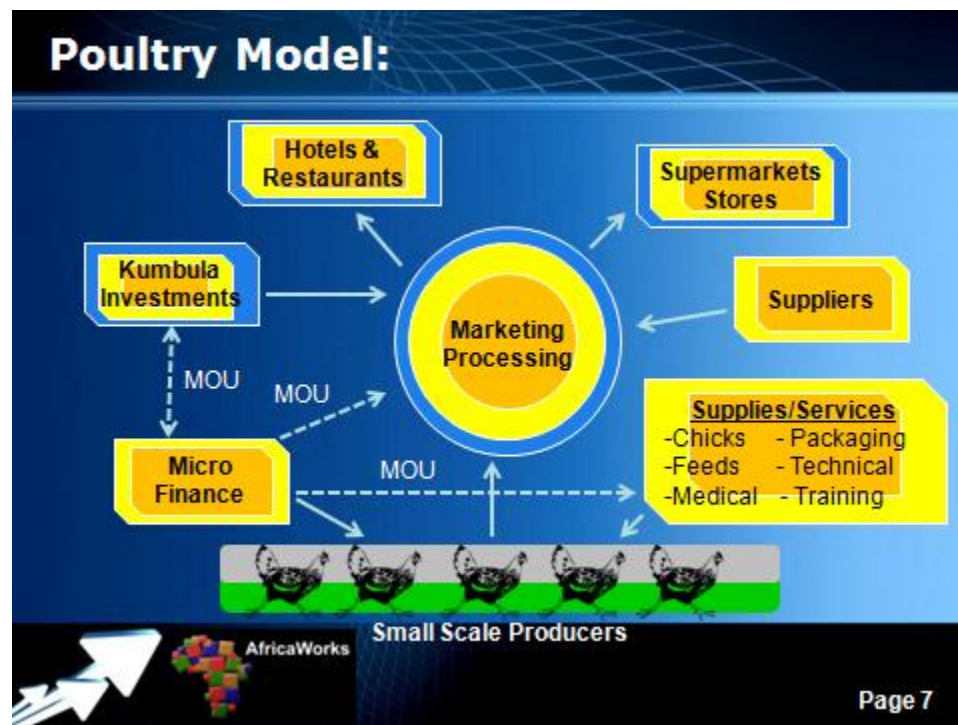 Poultry Model:
Hotels &
Restaurants
Supermarkets
Stores
Kumbula
Investments
Suppliers
Marketing
Processing
MOU
MOU
Micro
Finance
MOU
Supplies/Services
-Chicks - Packaging
-Feeds - Technical
-Medical - Training
Small Scale Producers
AfricaWorks
Page 7